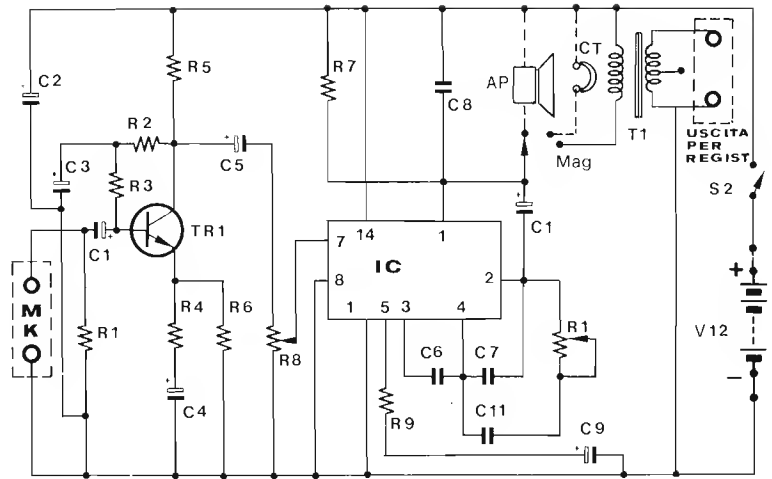 C2
R5
R7
C8
AP
CT
T1
USCITA
PER
REGIST
Mag
S2
R2
C3
R3
C5
C1
TR1
C1
MK
R1
R4
R6
R8
C4
7
14
1
8
IC
2
1
5
3
4
R9
C6
C7
R1
C11
C9
+
V12
−